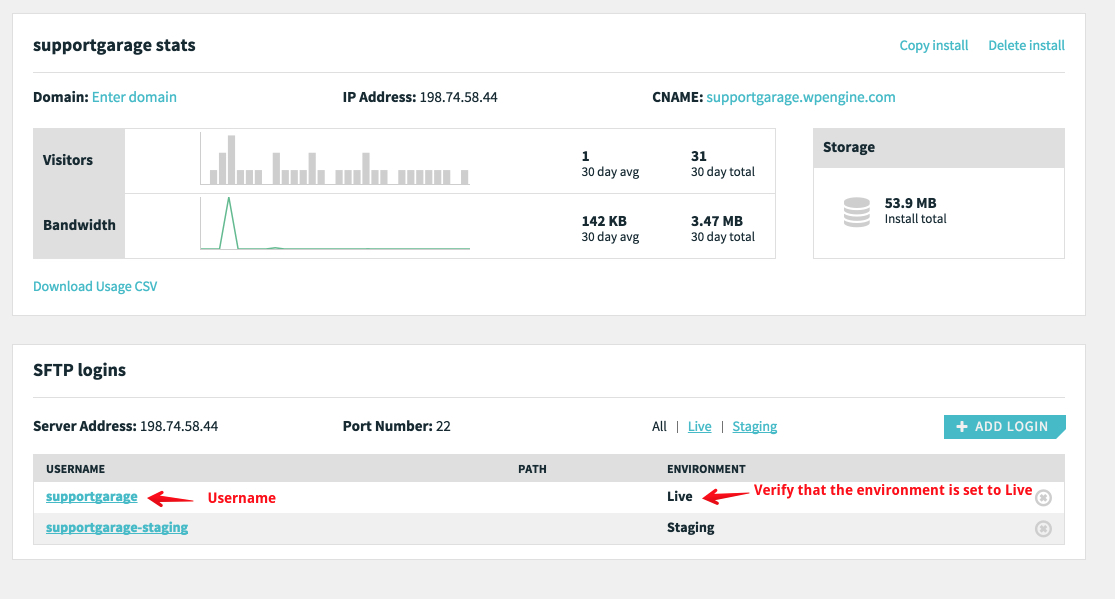 supportgarage stats
Copy install Delete install
Domain: Enter domain IP Address: 198.74.58.44 CNAME: supportgarage.wpengine.com
Visitors
1 31
30 day avg 30 day total
Bandwidth
142 KB 3.47 MB
30 day avg 30 day total
Storage
53.9 MB
Install total
Download Usage CSV
SFTP logins
Server Address: 198.74.58.44 Port Number: 22 All | Live | Staging + ADD LOGIN
USERNAME PATH ENVIRONMENT
supportgarage Username Live Verify that the environment is set to Live
supportgarage-staging Staging